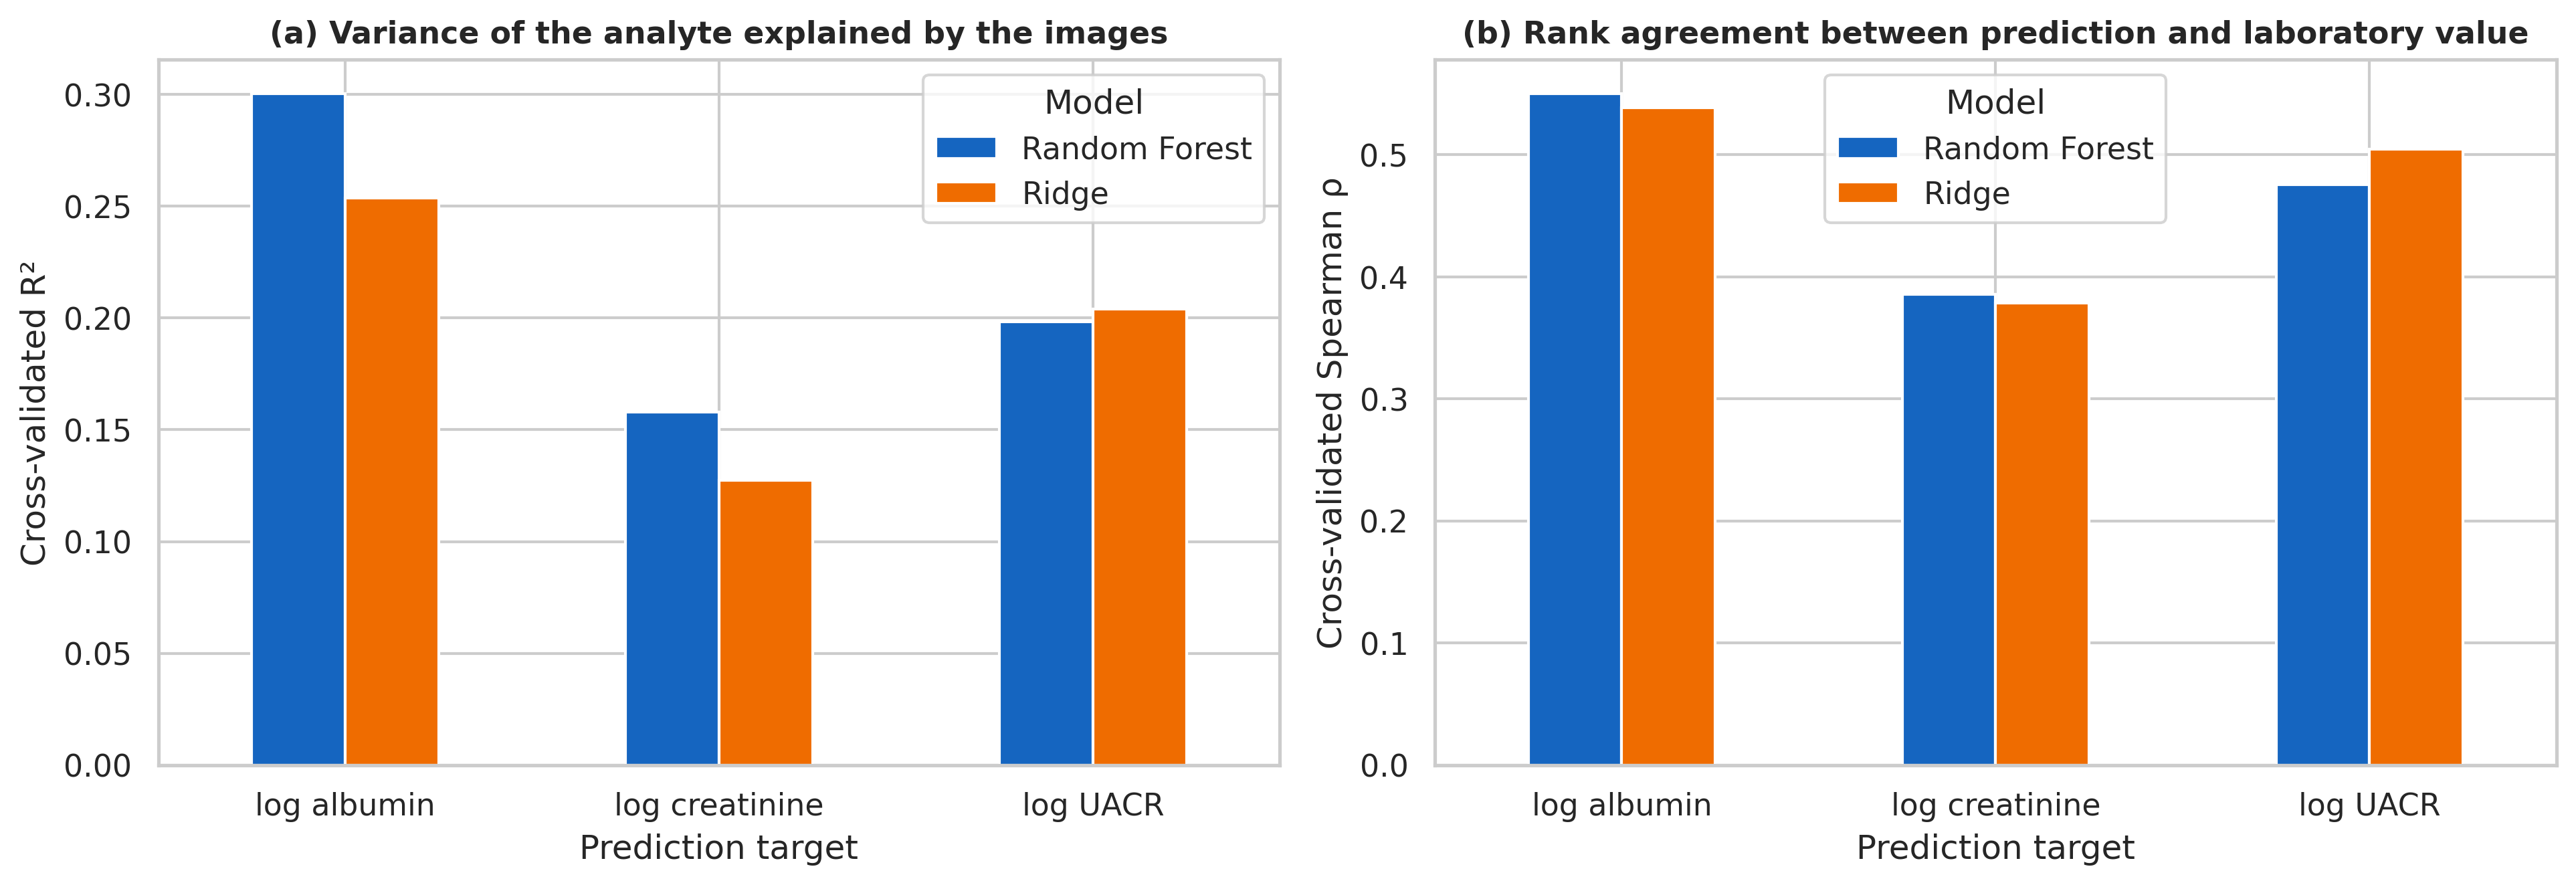 (a) Variance of the analyte explained by the images
Cross-validated R²
0.30
0.25
0.20
0.15
0.10
0.05
0.00
Model
Random Forest
Ridge
log albumin
log creatinine
log UACR
Prediction target
(b) Rank agreement between prediction and laboratory value
Cross-validated Spearman ρ
0.5
0.4
0.3
0.2
0.1
0.0
Model
Random Forest
Ridge
log albumin
log creatinine
log UACR
Prediction target